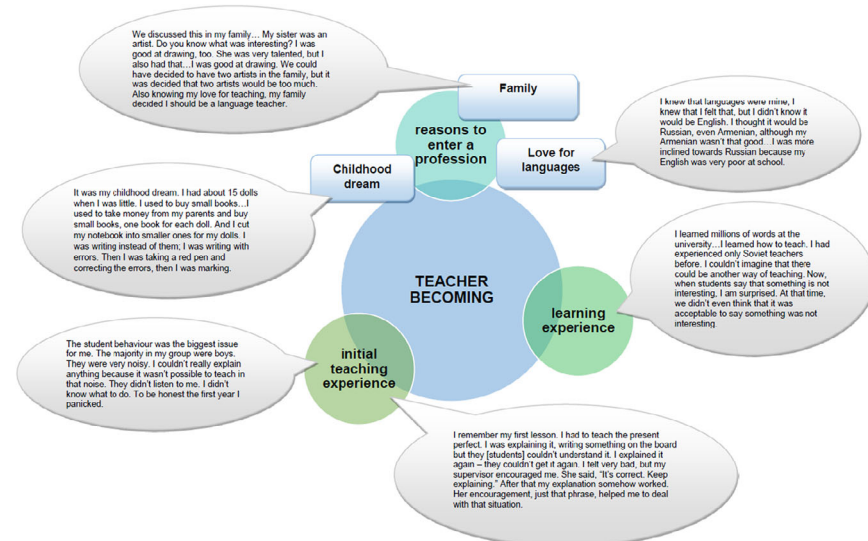 We discussed this in my family… My sister was an
artist. Do you know what was interesting? I was
good at drawing, too. She was very talented, but I
also had that…I was good at drawing. We could
have decided to have two artists in the family, but it
was decided that two artists would be too much.
Also knowing my love for teaching, my family
decided I should be a language teacher.
Family
reasons to
enter a
profession
Love for
languages
I knew that languages were mine, I
knew that I felt that, but I didn't know it
would be English. I thought it would be
Russian, even Armenian, although my
Armenian wasn't that good…I was more
inclined towards Russian because my
English was very poor at school.
Childhood
dream
It was my childhood dream. I had about 15 dolls
when I was little. I used to buy small books…I
used to take money from my parents and buy
small books, one book for each doll. And I cut
my notebook into smaller ones for my dolls. I
was writing instead of them; I was writing with
errors. Then I was taking a red pen and
correcting the errors, then I was marking.
TEACHER
BECOMING
I learned millions of words at the
university…I learned how to teach. I had
experienced only Soviet teachers
before. I couldn't imagine that there
could be another way of teaching. Now,
when students say that something is not
interesting, I am surprised. At that time,
we didn't even think that it was
acceptable to say something was not
interesting
learning
experience
The student behaviour was the biggest issue
for me. The majority in my group were boys.
They were very noisy. I couldn't really explain
anything because it wasn't possible to teach in
that noise. They didn't listen to me. I didn't
know what to do. To be honest the first year I
panicked.
initial
teaching
experience
I remember my first lesson. I had to teach the present
perfect. I was explaining it, writing something on the board
but they [students] couldn't understand it. I explained it
again – they couldn't get it again. I felt very bad, but my
supervisor encouraged me. She said, "It's correct. Keep
explaining." After that my explanation somehow worked.
Her encouragement, just that phrase, helped me to deal
with that situation.